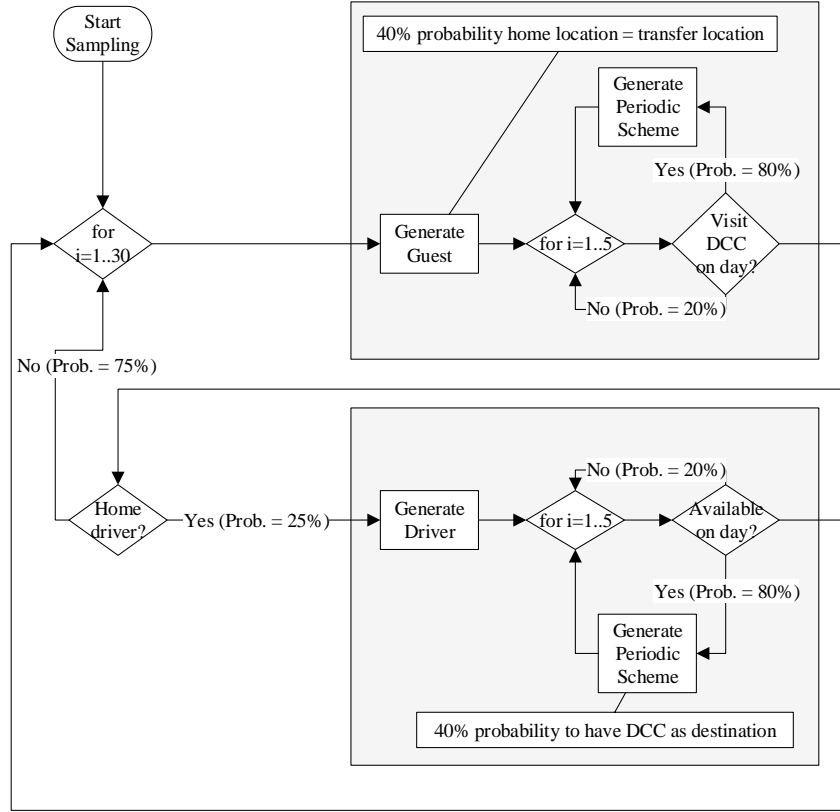 Start
Sampling
40% probability home location = transfer location
Generate
Periodic
Scheme
Yes (Prob. = 80%)
for
i=1..30
Generate
Guest
for i=1..5
Visit
DCC
on day?
No (Prob. = 20%)
No (Prob. = 75%)
Home
driver?
Yes (Prob. = 25%)
Generate
Driver
for i=1..5
No (Prob. = 20%)
Available
on day?
Yes (Prob. = 80%)
Generate
Periodic
Scheme
40% probability to have DCC as destination